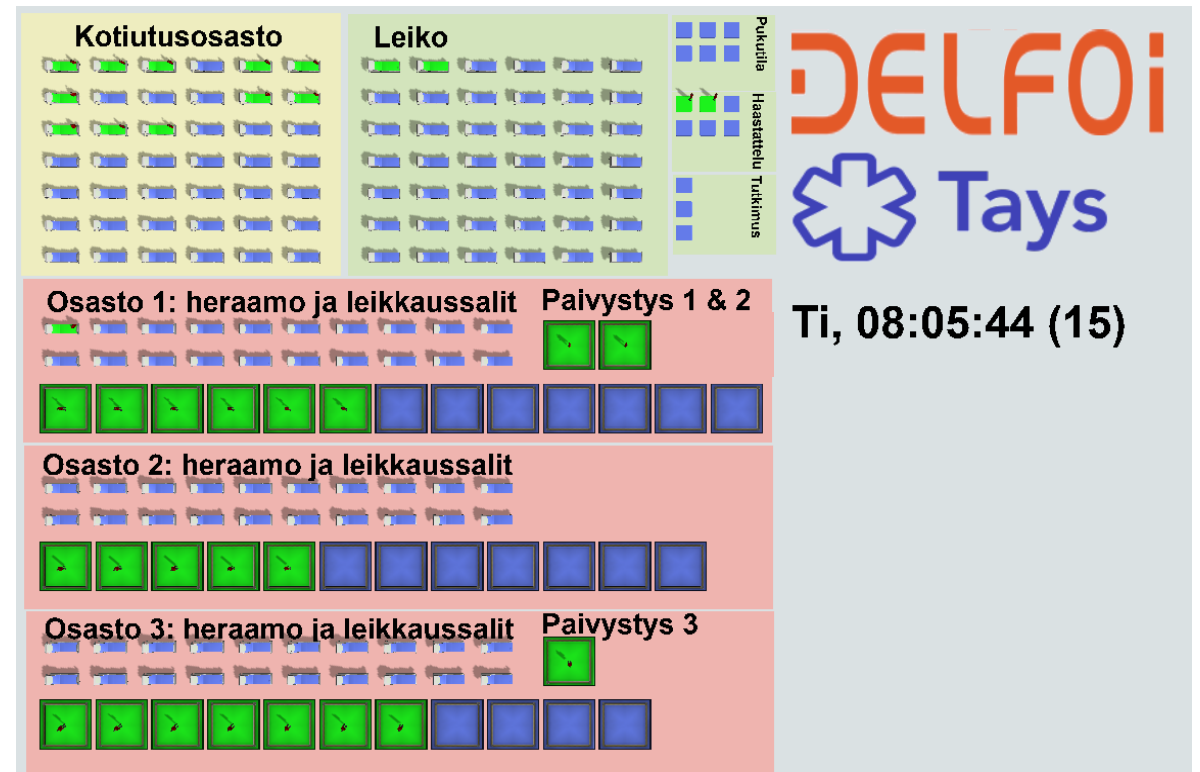 Kotiutusosasto
Leiko
Pukutila
Haastattelu
Tutkimus
DELFOi
Tays
Ti, 08:05:44 (15)
Osasto 1: heraamo ja leikkaussalit
Paivystys 1 & 2
Osasto 2: heraamo ja leikkaussalit
Osasto 3: heraamo ja leikkaussalit
Paivystys 3